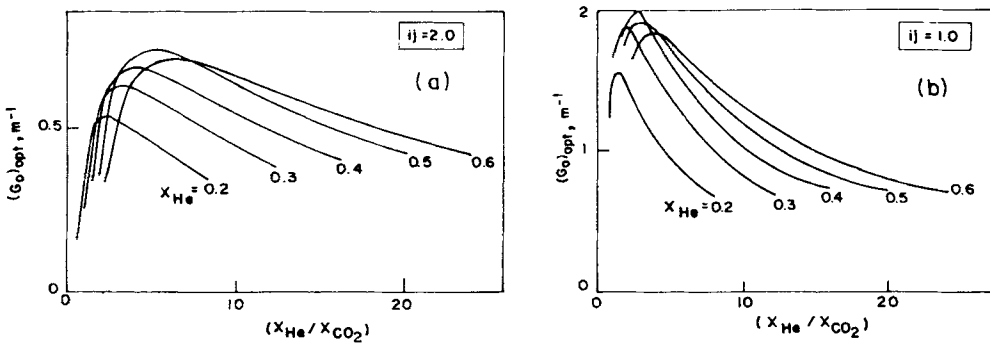 ij=2.0
(a)
(G₀)opt, m⁻¹
0.5
0
0
10
20
X_He=0.2
0.3
0.4
0.5
0.6
(X_He/X_CO₂)
ij=1.0
(b)
(G₀)opt, m⁻¹
2
1
2
0
10
20
X_He=0.2
0.3
0.4
0.5
0.6
(X_He/X_CO₂)